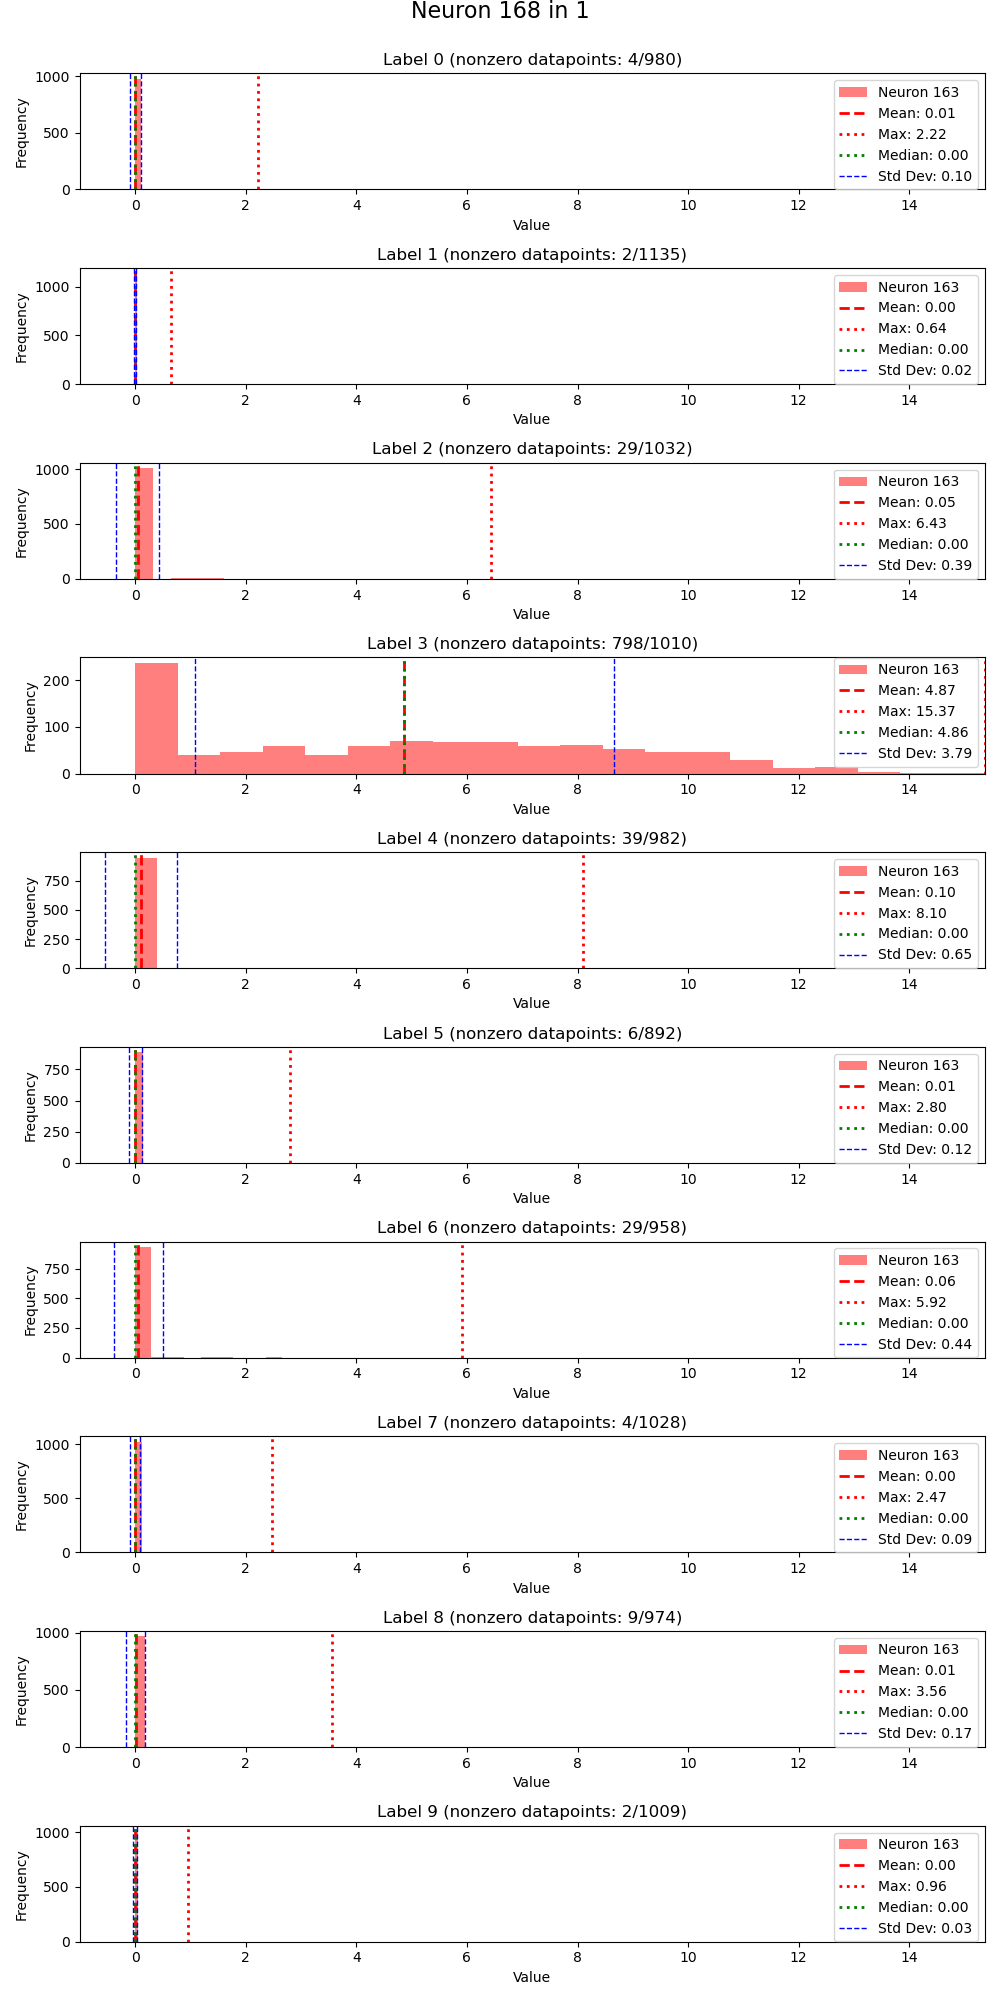 Neuron 168 in 1
Label 0 (nonzero datapoints: 4/980)
Frequency
1000
500
0
Neuron 163
Mean: 0.01
Max: 2.22
Median: 0.00
Std Dev: 0.10
0 2 4 6 8 10 12 14
Value
Label 1 (nonzero datapoints: 2/1135)
Frequency
1000
500
0
Neuron 163
Mean: 0.00
Max: 0.64
Median: 0.00
Std Dev: 0.02
0 2 4 6 8 10 12 14
Value
Label 2 (nonzero datapoints: 29/1032)
Frequency
1000
500
0
Neuron 163
Mean: 0.05
Max: 6.43
Median: 0.00
Std Dev: 0.39
0 2 4 6 8 10 12 14
Value
Label 3 (nonzero datapoints: 798/1010)
Frequency
200
100
0
Neuron 163
Mean: 4.87
Max: 15.37
Median: 4.86
Std Dev: 3.79
0 2 4 6 8 10 12 14
Value
Label 4 (nonzero datapoints: 39/982)
Frequency
750
500
250
0
Neuron 163
Mean: 0.10
Max: 8.10
Median: 0.00
Std Dev: 0.65
0 2 4 6 8 10 12 14
Value
Label 5 (nonzero datapoints: 6/892)
Frequency
750
500
250
0
Neuron 163
Mean: 0.01
Max: 2.80
Median: 0.00
Std Dev: 0.12
0 2 4 6 8 10 12 14
Value
Label 6 (nonzero datapoints: 29/958)
Frequency
750
500
250
0
Neuron 163
Mean: 0.06
Max: 5.92
Median: 0.00
Std Dev: 0.44
0 2 4 6 8 10 12 14
Value
Label 7 (nonzero datapoints: 4/1028)
Frequency
1000
500
0
Neuron 163
Mean: 0.00
Max: 2.47
Median: 0.00
Std Dev: 0.09
0 2 4 6 8 10 12 14
Value
Label 8 (nonzero datapoints: 9/974)
Frequency
1000
500
0
Neuron 163
Mean: 0.01
Max: 3.56
Median: 0.00
Std Dev: 0.17
0 2 4 6 8 10 12 14
Value
Label 9 (nonzero datapoints: 2/1009)
Frequency
1000
500
0
Neuron 163
Mean: 0.00
Max: 0.96
Median: 0.00
Std Dev: 0.03
0 2 4 6 8 10 12 14
Value